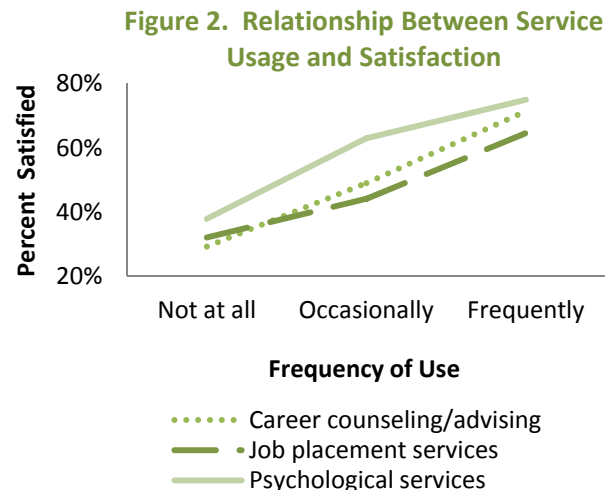 Figure 2.  Relationship Between Service
Usage and Satisfaction
80%
60%
40%
20%
Percent Satisfied
Not at all
Occasionally
Frequently
Frequency of Use
Career counseling/advising
Job placement services
Psychological services